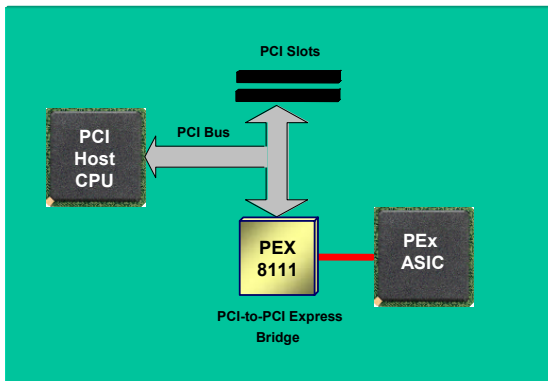 PCI Slots
PCI Bus
PCI
Host
CPU
PEX
8111
PEx
ASIC
PCI-to-PCI Express
Bridge